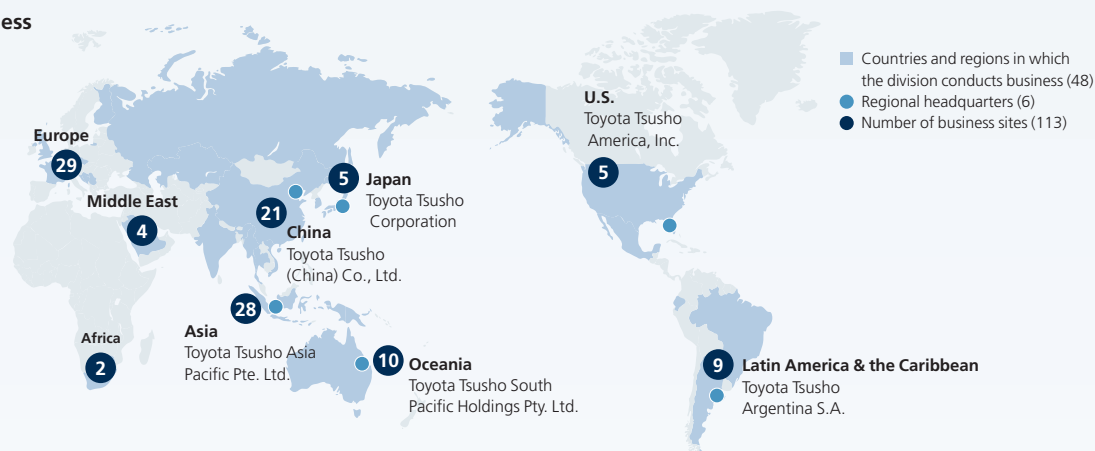 ess
Europe
29
Middle East
4
Africa
2
5
Japan
Toyota Tsusho
Corporation
21
China
Toyota Tsusho
(China) Co., Ltd.
28
Asia
Toyota Tsusho Asia
Pacific Pte. Ltd.
10
Oceania
Toyota Tsusho South
Pacific Holdings Pty. Ltd.
U.S.
Toyota Tsusho
America, Inc.
5
9
Latin America & the Caribbean
Toyota Tsusho
Argentina S.A.
Countries and regions in which
the division conducts business (48)
Regional headquarters (6)
Number of business sites (113)